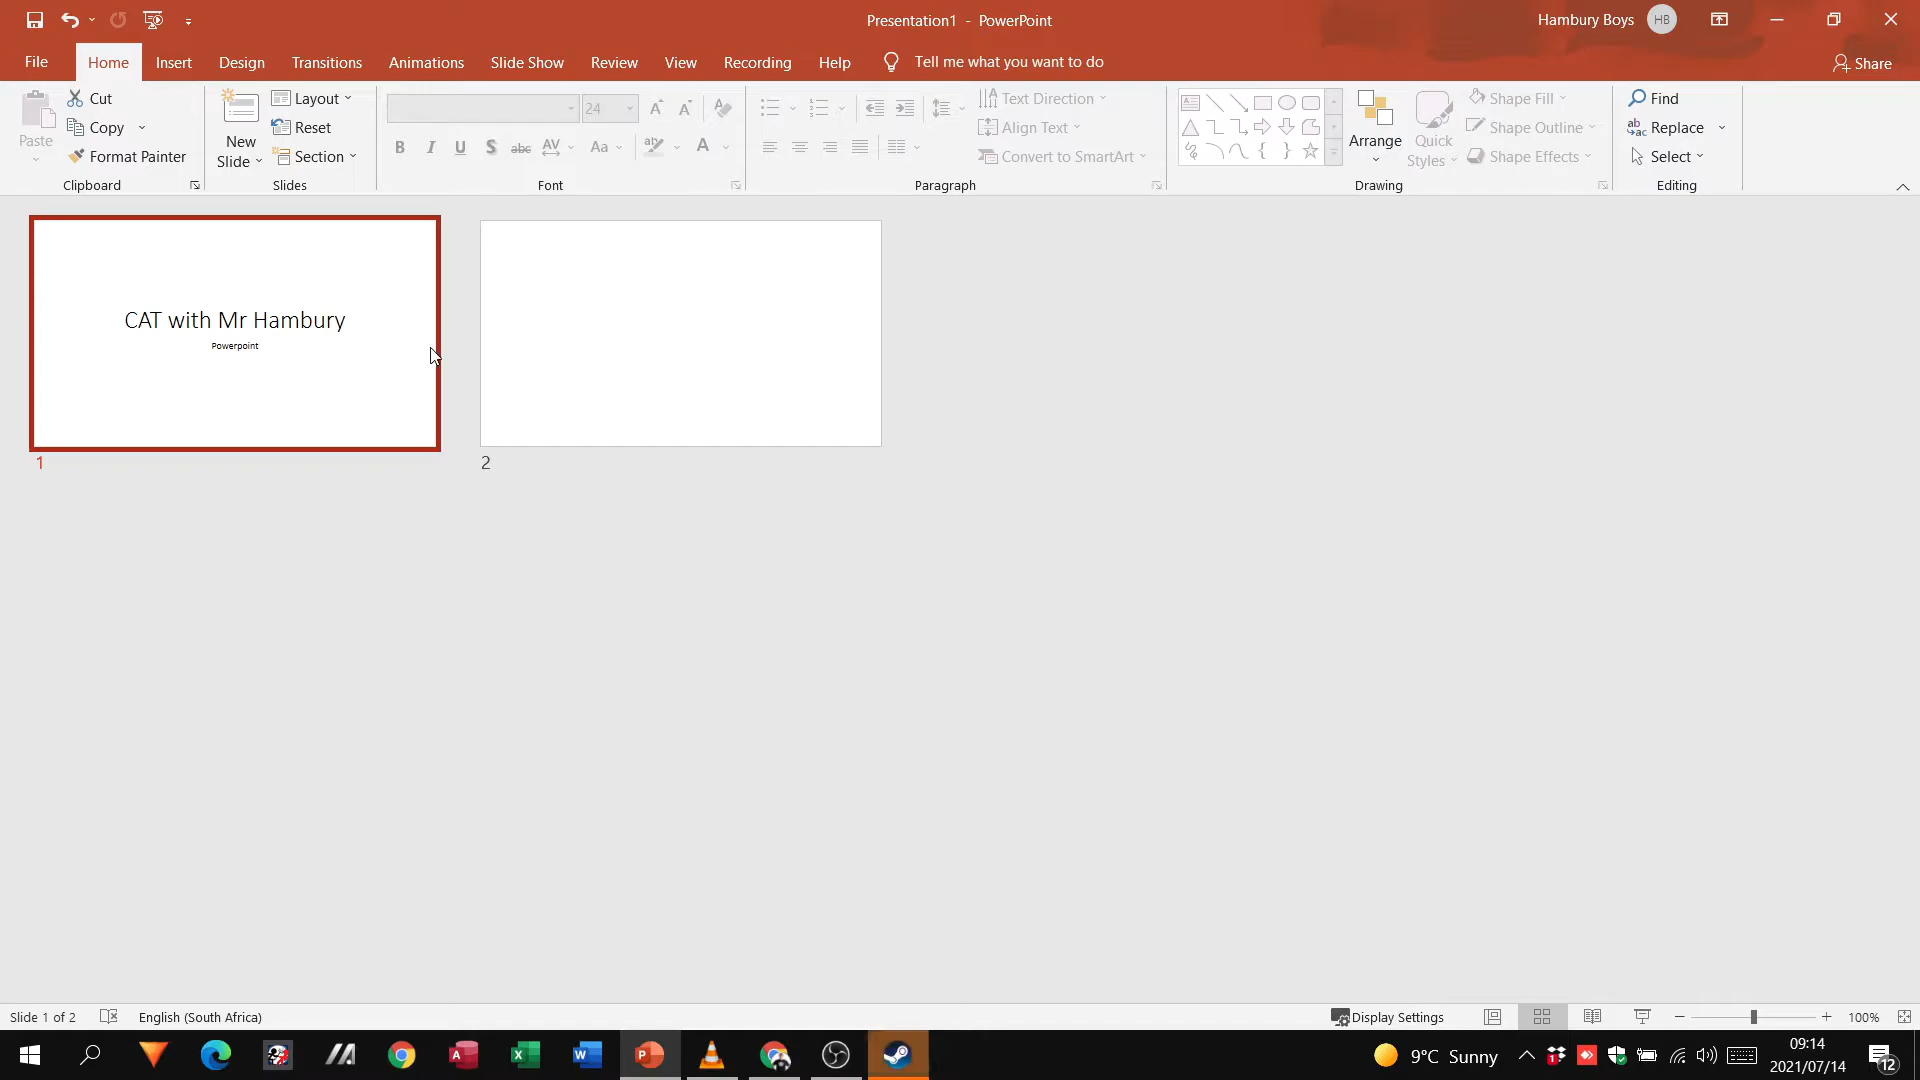 Presentation1 - PowerPoint
Hambury Boys HB
File Home Insert Design Transitions Animations Slide Show Review View Recording Help Tell me what you want to do Share
Paste
Cut
Copy
Format Painter
Clipboard
New Slide
Layout
Reset
Section
Slides
24
B I U S abc AV Aa A
Font
Text Direction
Align Text
Convert to SmartArt
Paragraph
Arrange
Quick Styles
Shape Fill
Shape Outline
Shape Effects
Drawing
Find
Replace
Select
Editing
CAT with Mr Hambury
Powerpoint
1
2
Slide 1 of 2 English (South Africa) Display Settings 100%
9°C Sunny
09:14
2021/07/14
12